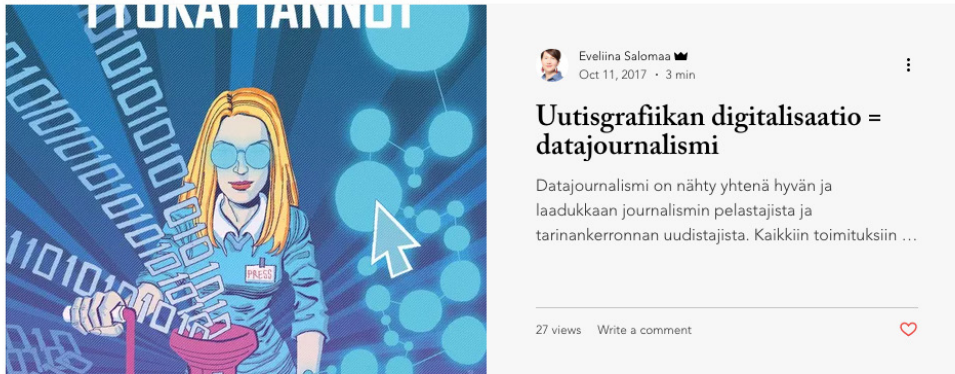 TYÖKÄYTÄNNÖT
Eveliina Salomaa
Oct 11, 2017 · 3 min
Uutisgrafiikan digitalisaatio =
datajournalismi
Datajournalismi on nähty yhtenä hyvän ja
laadukkaan journalismin pelastajista ja
tarinankerronnan uudistajista. Kaikkiin toimituksiin ...
PRESS
27 views Write a comment